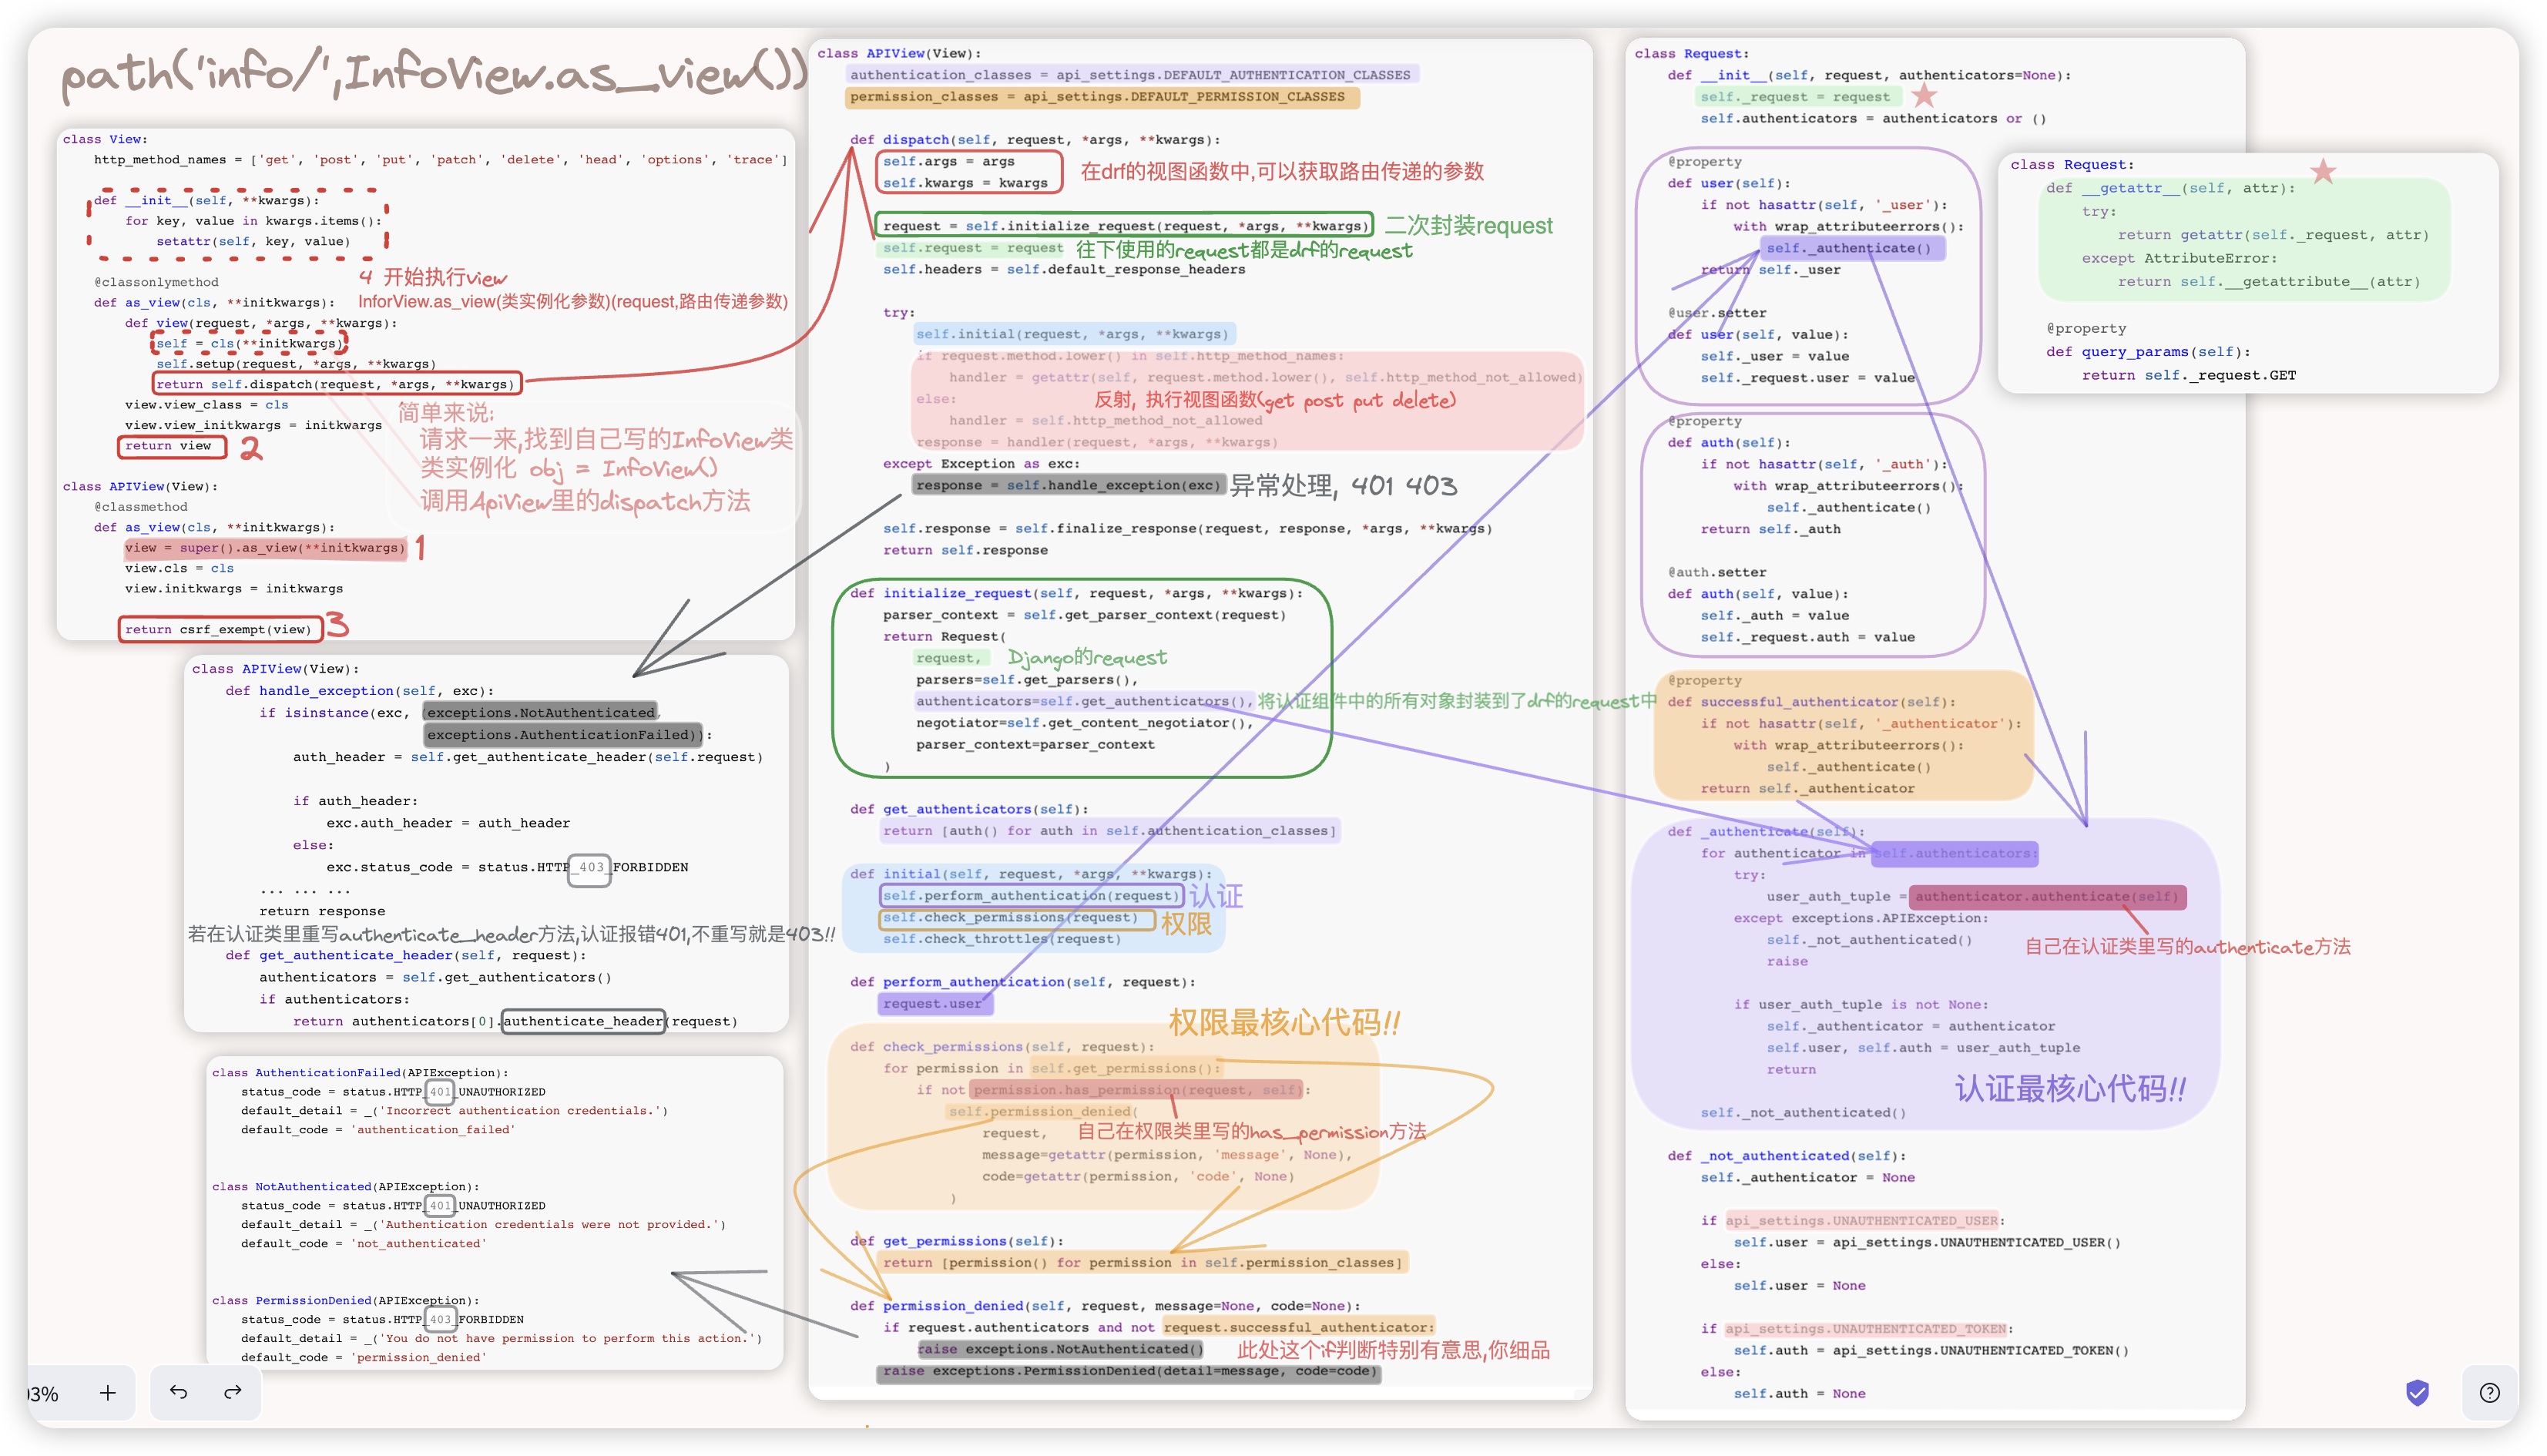 path('info/',InfoView.as_view())
class View:
http_method_names = ['get', 'post', 'put', 'patch', 'delete', 'head', 'options', 'trace']
def __init__(self, **kwargs):
for key, value in kwargs.items():
setattr(self, key, value)
@classonlymethod
4 开始执行view
def as_view(cls, **initkwargs):
InforView.as_view(类实例化参数)(request,路由传递参数)
def view(request, *args, **kwargs):
self = cls(**initkwargs)
self.setup(request, *args, **kwargs)
return self.dispatch(request, *args, **kwargs)
view.view_class = cls
view.view_initkwargs = initkwargs
return view
2
简单来说:
请求一来,找到自己写的InfoView类
类实例化 obj = InfoView()
调用ApiView里的dispatch方法
class APIView(View):
@classmethod
def as_view(cls, **initkwargs):
view = super().as_view(**initkwargs)
1
view.cls = cls
view.initkwargs = initkwargs
return csrf_exempt(view)
3
class APIView(View):
def handle_exception(self, exc):
if isinstance(exc, (exceptions.NotAuthenticated,
exceptions.AuthenticationFailed)):
auth_header = self.get_authenticate_header(self.request)
if auth_header:
exc.auth_header = auth_header
else:
exc.status_code = status.HTTP_403_FORBIDDEN
... ... ...
return response
若在认证类里重写authenticate_header方法,认证报错401,不重写就是403!!
def get_authenticate_header(self, request):
authenticators = self.get_authenticators()
if authenticators:
return authenticators[0].authenticate_header(request)
class AuthenticationFailed(APIException):
status_code = status.HTTP_401_UNAUTHORIZED
default_detail = _('Incorrect authentication credentials.')
default_code = 'authentication_failed'
class NotAuthenticated(APIException):
status_code = status.HTTP_401_UNAUTHORIZED
default_detail = _('Authentication credentials were not provided.')
default_code = 'not_authenticated'
class PermissionDenied(APIException):
status_code = status.HTTP_403_FORBIDDEN
default_detail = _('You do not have permission to perform this action.')
default_code = 'permission_denied'
class APIView(View):
authentication_classes = api_settings.DEFAULT_AUTHENTICATION_CLASSES
permission_classes = api_settings.DEFAULT_PERMISSION_CLASSES
def dispatch(self, request, *args, **kwargs):
self.args = args
self.kwargs = kwargs
在drf的视图函数中,可以获取路由传递的参数
request = self.initialize_request(request, *args, **kwargs)
二次封装request
self.request = request
往下使用的request都是drf的request
self.headers = self.default_response_headers
try:
self.initial(request, *args, **kwargs)
if request.method.lower() in self.http_method_names:
handler = getattr(self, request.method.lower(), self.http_method_not_allowed)
else:
反射, 执行视图函数(get post put delete)
handler = self.http_method_not_allowed
response = handler(request, *args, **kwargs)
except Exception as exc:
response = self.handle_exception(exc)
异常处理, 401 403
self.response = self.finalize_response(request, response, *args, **kwargs)
return self.response
def initialize_request(self, request, *args, **kwargs):
parser_context = self.get_parser_context(request)
return Request(
request,
Django的request
parsers=self.get_parsers(),
authenticators=self.get_authenticators(),
将认证组件中的所有对象封装到了drf的request中
negotiator=self.get_content_negotiator(),
parser_context=parser_context
)
def get_authenticators(self):
return [auth() for auth in self.authentication_classes]
def initial(self, request, *args, **kwargs):
self.perform_authentication(request)
认证
self.check_permissions(request)
权限
self.check_throttles(request)
def perform_authentication(self, request):
request.user
权限最核心代码!!
def check_permissions(self, request):
for permission in self.get_permissions():
if not permission.has_permission(request, self):
self.permission_denied(
request,
自己在权限类里写的has_permission方法
message=getattr(permission, 'message', None),
code=getattr(permission, 'code', None)
)
def get_permissions(self):
return [permission() for permission in self.permission_classes]
def permission_denied(self, request, message=None, code=None):
if request.authenticators and not request.successful_authenticator:
raise exceptions.NotAuthenticated()
此处这个if判断特别有意思,你细品
raise exceptions.PermissionDenied(detail=message, code=code)
class Request:
def __init__(self, request, authenticators=None):
self._request = request
self.authenticators = authenticators or ()
@property
def user(self):
if not hasattr(self, '_user'):
with wrap_attributeerrors():
self._authenticate()
return self._user
@user.setter
def user(self, value):
self._user = value
self._request.user = value
@property
def auth(self):
if not hasattr(self, '_auth'):
with wrap_attributeerrors():
self._authenticate()
return self._auth
@auth.setter
def auth(self, value):
self._auth = value
self._request.auth = value
@property
def successful_authenticator(self):
if not hasattr(self, '_authenticator'):
with wrap_attributeerrors():
self._authenticate()
return self._authenticator
def _authenticate(self):
for authenticator in self.authenticators:
try:
user_auth_tuple = authenticator.authenticate(self)
except exceptions.APIException:
self._not_authenticated()
raise
自己在认证类里写的authenticate方法
if user_auth_tuple is not None:
self._authenticator = authenticator
self.user, self.auth = user_auth_tuple
return
认证最核心代码!!
self._not_authenticated()
def _not_authenticated(self):
self._authenticator = None
if api_settings.UNAUTHENTICATED_USER:
self.user = api_settings.UNAUTHENTICATED_USER()
else:
self.user = None
if api_settings.UNAUTHENTICATED_TOKEN:
self.auth = api_settings.UNAUTHENTICATED_TOKEN()
else:
self.auth = None
class Request:
def __getattr__(self, attr):
try:
return getattr(self._request, attr)
except AttributeError:
return self.__getattribute__(attr)
@property
def query_params(self):
return self._request.GET